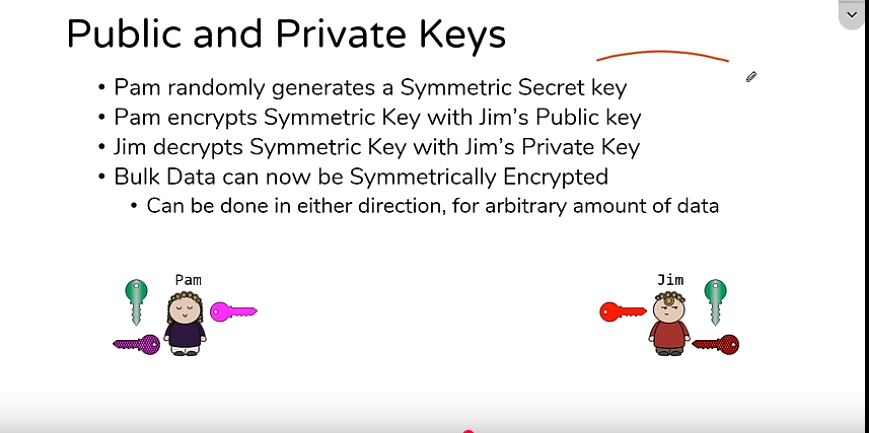 Public and Private Keys
• Pam randomly generates a Symmetric Secret key
• Pam encrypts Symmetric Key with Jim's Public key
• Jim decrypts Symmetric Key with Jim's Private Key
• Bulk Data can now be Symmetrically Encrypted
• Can be done in either direction, for arbitrary amount of data
Pam
Jim